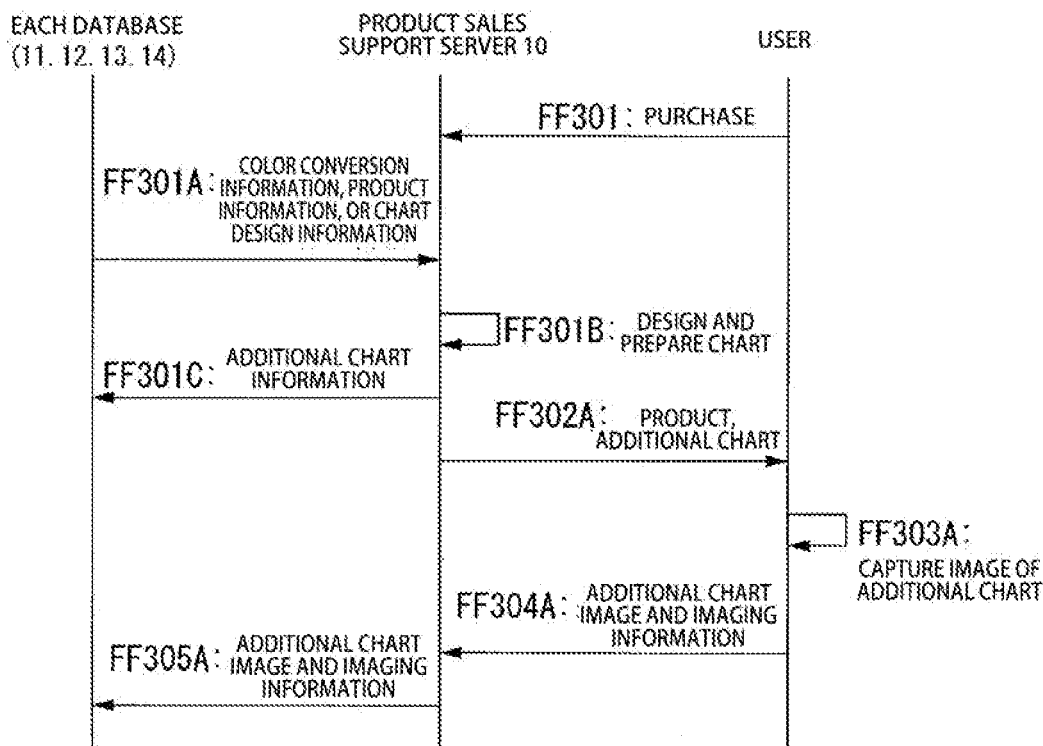 EACH DATABASE
(11. 12. 13. 14)
PRODUCT SALES
SUPPORT SERVER 10
USER
FF301: PURCHASE
FF301A: COLOR CONVERSION
INFORMATION, PRODUCT
INFORMATION, OR CHART
DESIGN INFORMATION
FF301B: DESIGN AND
PREPARE CHART
FF301C: ADDITIONAL CHART
INFORMATION
FF302A: PRODUCT,
ADDITIONAL CHART
FF303A:
CAPTURE IMAGE OF
ADDITIONAL CHART
FF304A: ADDITIONAL CHART
IMAGE AND IMAGING
INFORMATION
FF305A: ADDITIONAL CHART
IMAGE AND IMAGING
INFORMATION